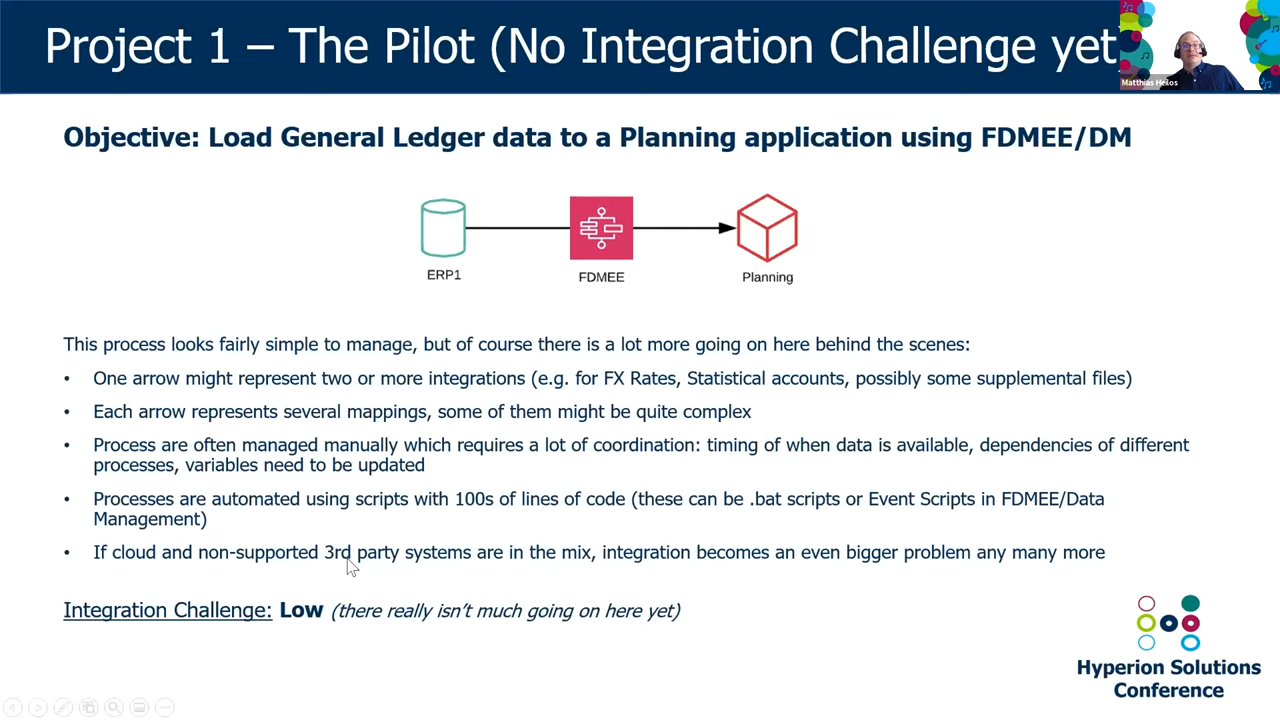 Project 1 – The Pilot (No Integration Challenge yet)
Matthias Heilos
Objective: Load General Ledger data to a Planning application using FDMEE/DM
ERP1
FDMEE
Planning
This process looks fairly simple to manage, but of course there is a lot more going on here behind the scenes:
• One arrow might represent two or more integrations (e.g. for FX Rates, Statistical accounts, possibly some supplemental files)
• Each arrow represents several mappings, some of them might be quite complex
• Process are often managed manually which requires a lot of coordination: timing of when data is available, dependencies of different
processes, variables need to be updated
• Processes are automated using scripts with 100s of lines of code (these can be .bat scripts or Event Scripts in FDMEE/Data
Management)
• If cloud and non-supported 3rd party systems are in the mix, integration becomes an even bigger problem any many more
Integration Challenge: Low (there really isn't much going on here yet)
Hyperion Solutions
Conference